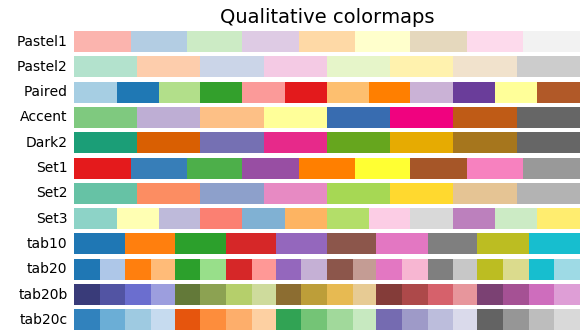 Qualitative colormaps
Pastel1
Pastel2
Paired
Accent
Dark2
Set1
Set2
Set3
tab10
tab20
tab20b
tab20c